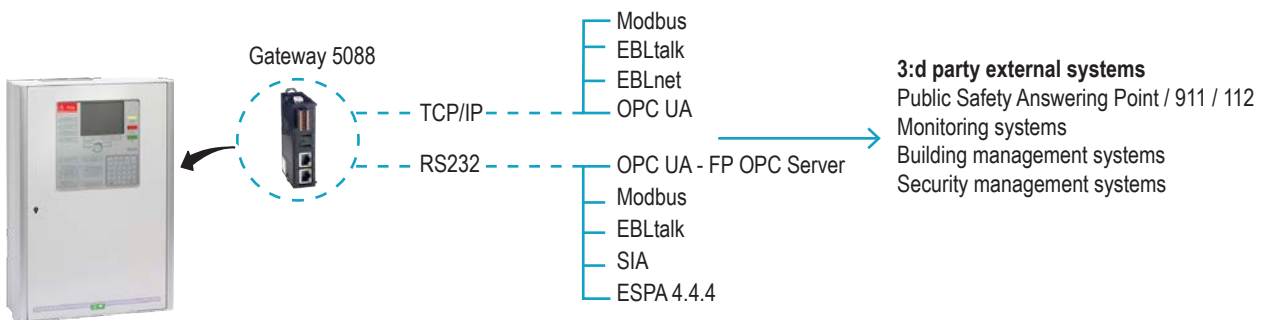 Gateway 5088
TCP/IP
RS232
Modbus
EBLtalk
EBLnet
OPC UA
OPC UA - FP OPC Server
Modbus
EBLtalk
SIA
ESPA 4.4.4
3:d party external systems
Public Safety Answering Point / 911 / 112
Monitoring systems
Building management systems
Security management systems